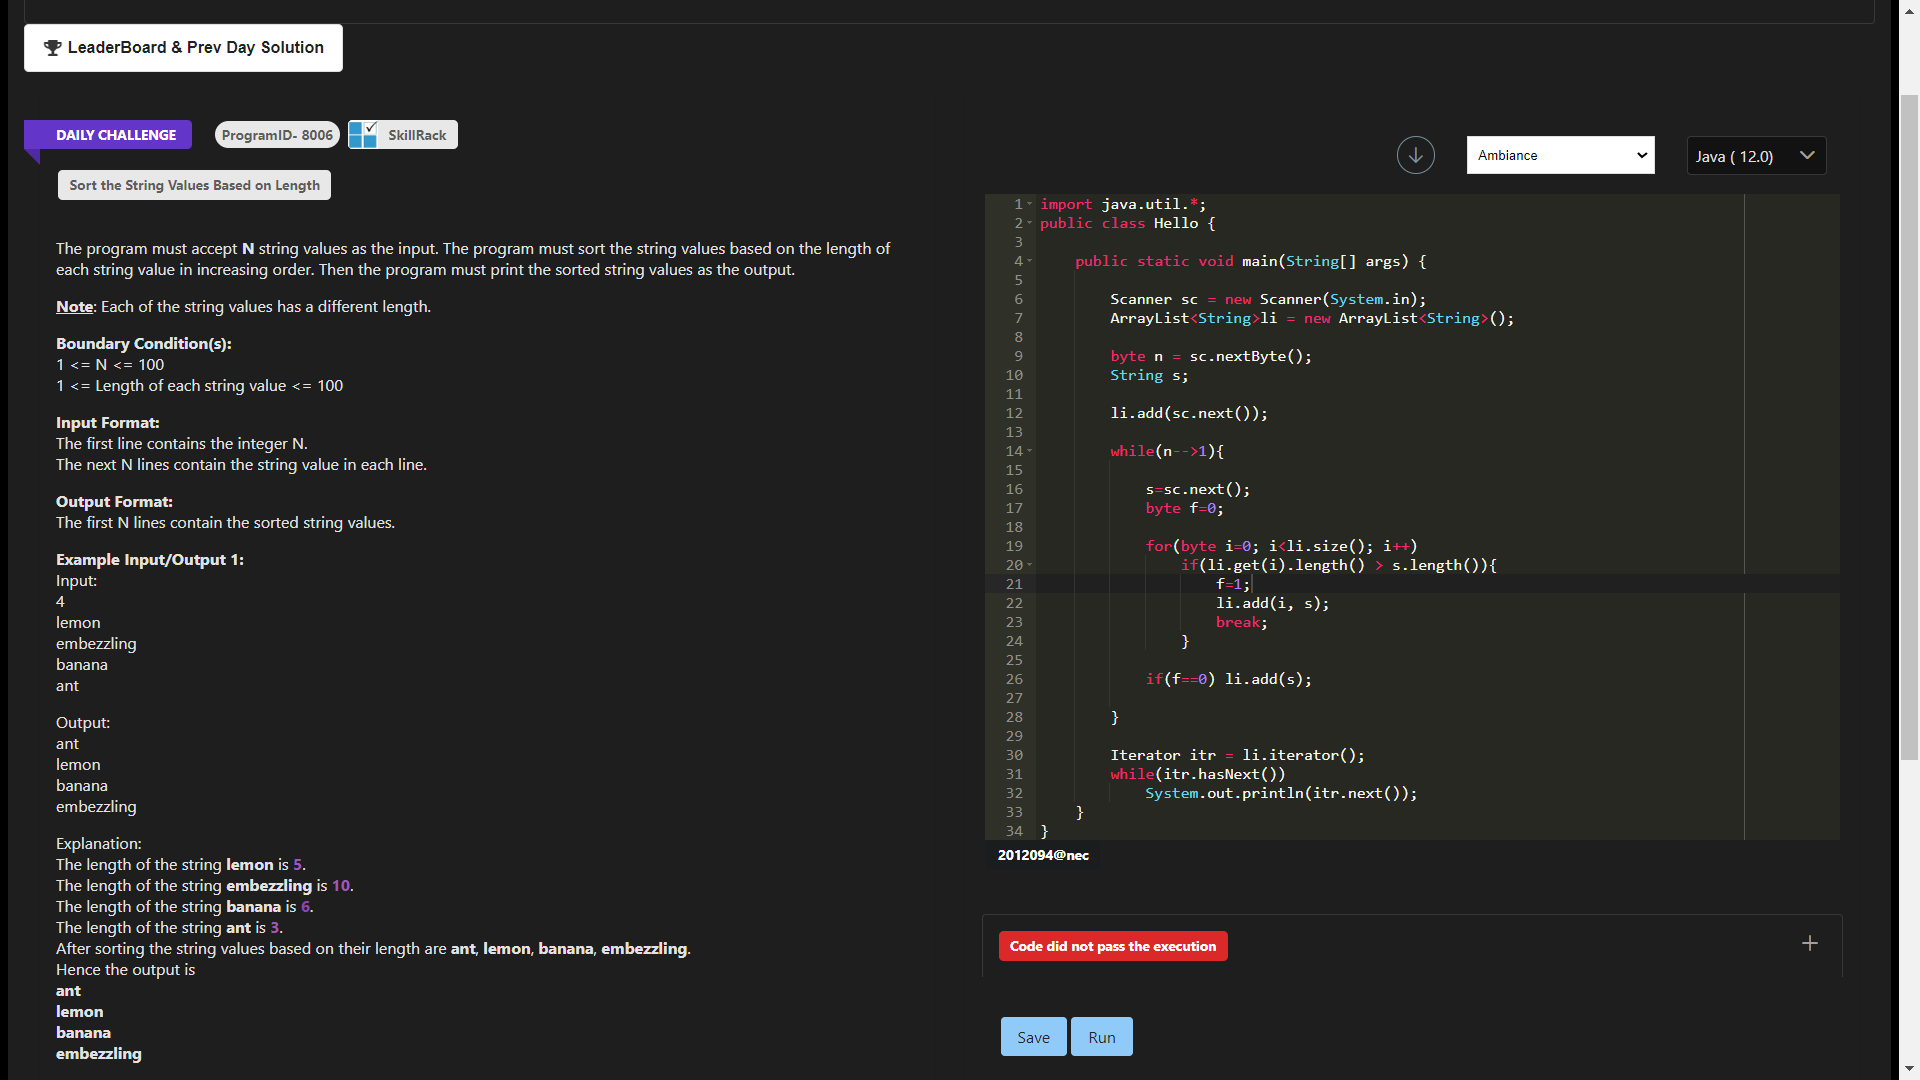 LeaderBoard & Prev Day Solution
DAILY CHALLENGE
ProgramID- 8006
SkillRack
Sort the String Values Based on Length
The program must accept N string values as the input. The program must sort the string values based on the length of
each string value in increasing order. Then the program must print the sorted string values as the output.
Note: Each of the string values has a different length.
Boundary Condition(s):
1 <= N <= 100
1 <= Length of each string value <= 100
Input Format:
The first line contains the integer N.
The next N lines contain the string value in each line.
Output Format:
The first N lines contain the sorted string values.
Example Input/Output 1:
Input:
4
lemon
embezzling
banana
ant
Output:
ant
lemon
banana
embezzling
Explanation:
The length of the string lemon is 5.
The length of the string embezzling is 10.
The length of the string banana is 6.
The length of the string ant is 3.
After sorting the string values based on their length are ant, lemon, banana, embezzling.
Hence the output is
ant
lemon
banana
embezzling
Ambiance
Java ( 12.0)
1 import java.util.*;
2 public class Hello {
3
4     public static void main(String[] args) {
5
6         Scanner sc = new Scanner(System.in);
7         ArrayList<String>li = new ArrayList<String>();
8
9         byte n = sc.nextByte();
10         String s;
11
12         li.add(sc.next());
13
14         while(n-->1){
15
16             s=sc.next();
17             byte f=0;
18
19             for(byte i=0; i<li.size(); i++)
20                 if(li.get(i).length() > s.length()){
21                     f=1;
22                     li.add(i, s);
23                     break;
24                 }
25
26             if(f==0) li.add(s);
27
28         }
29
30         Iterator itr = li.iterator();
31         while(itr.hasNext())
32             System.out.println(itr.next());
33     }
34 }
2012094@nec
Code did not pass the execution
+
Save
Run